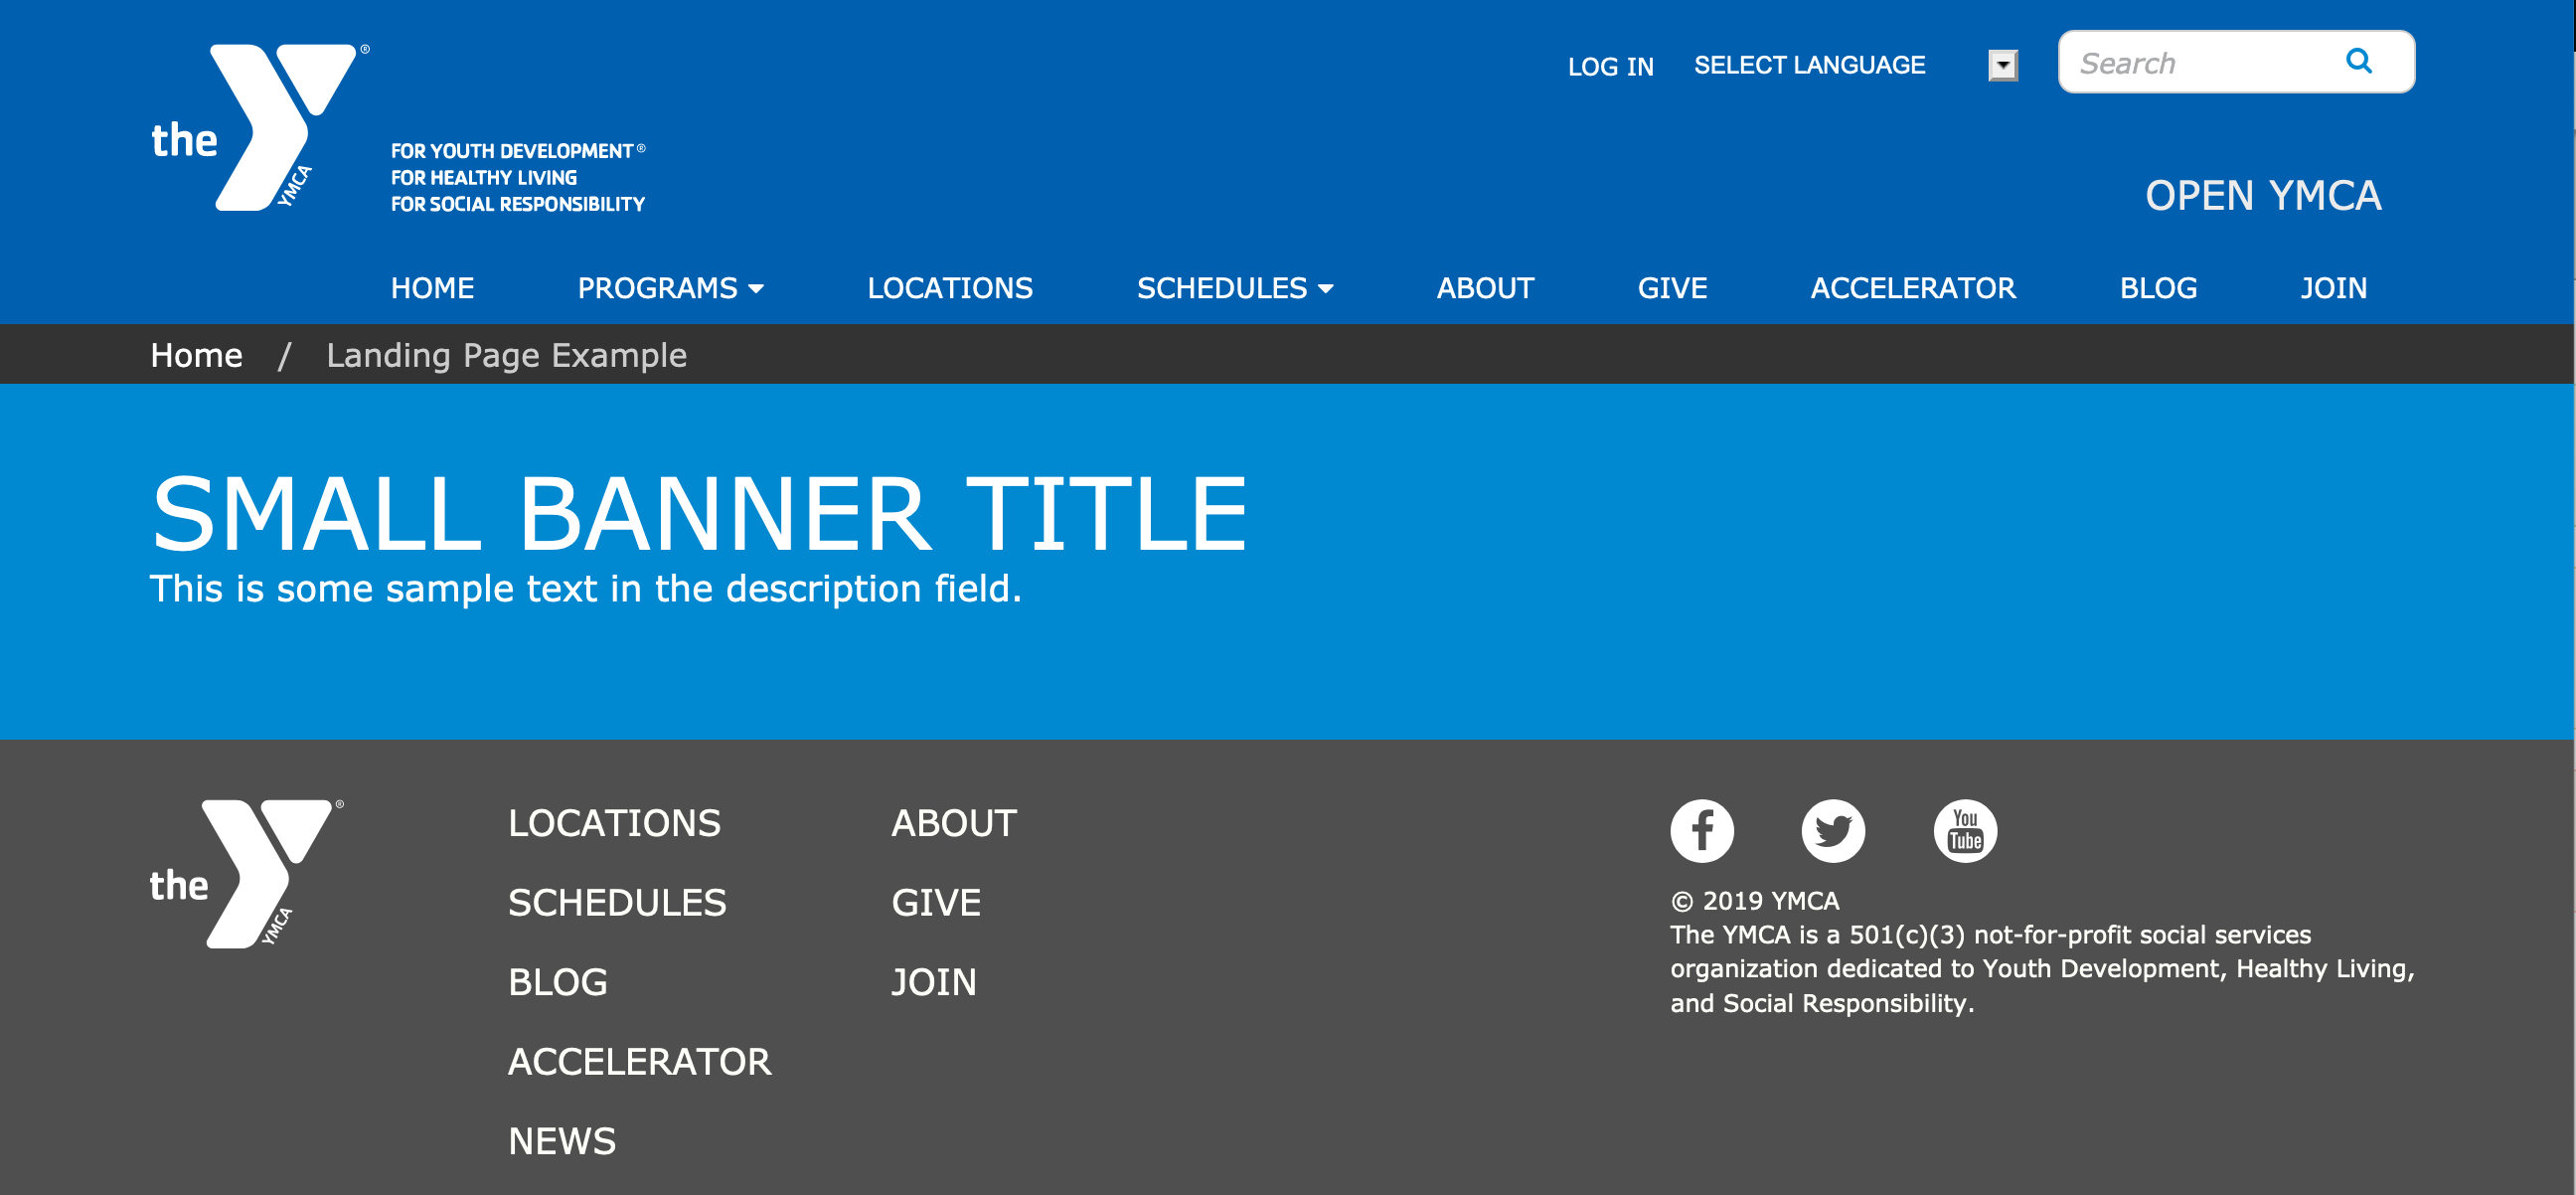 LOG IN SELECT LANGUAGE Search
the YMCA ®
FOR YOUTH DEVELOPMENT®
FOR HEALTHY LIVING
FOR SOCIAL RESPONSIBILITY
OPEN YMCA
HOME PROGRAMS LOCATIONS SCHEDULES ABOUT GIVE ACCELERATOR BLOG JOIN
Home / Landing Page Example
SMALL BANNER TITLE
This is some sample text in the description field.
the YMCA ®
LOCATIONS
SCHEDULES
BLOG
ACCELERATOR
NEWS
ABOUT
GIVE
JOIN
You
Tube
© 2019 YMCA
The YMCA is a 501(c)(3) not-for-profit social services
organization dedicated to Youth Development, Healthy Living,
and Social Responsibility.